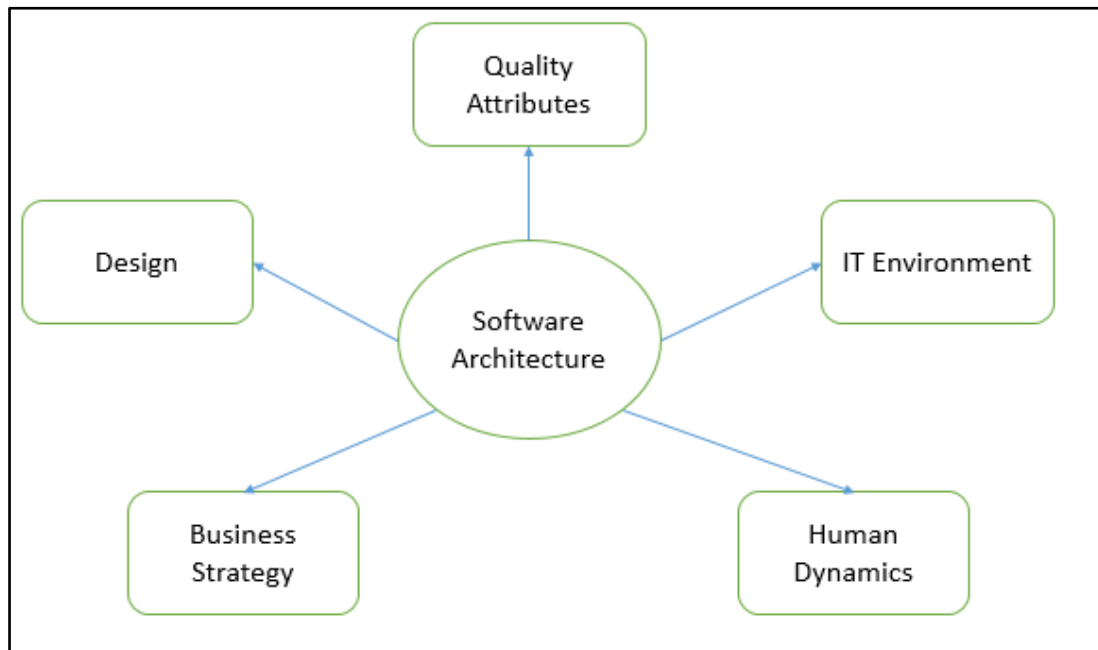 Quality
Attributes
Design
IT Environment
Software
Architecture
Business
Strategy
Human
Dynamics